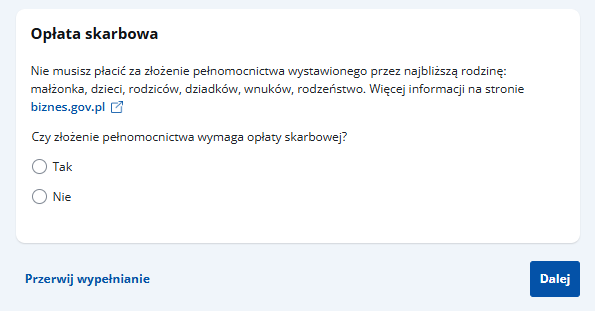 Opłata skarbowa
Nie musisz płacić za złożenie pełnomocnictwa wystawionego przez najbliższą rodzinę:
małżonka, dzieci, rodziców, dziadków, wnuków, rodzeństwo. Więcej informacji na stronie
biznes.gov.pl
Czy złożenie pełnomocnictwa wymaga opłaty skarbowej?
Tak
Nie
Przerwij wypełnianie
Dalej